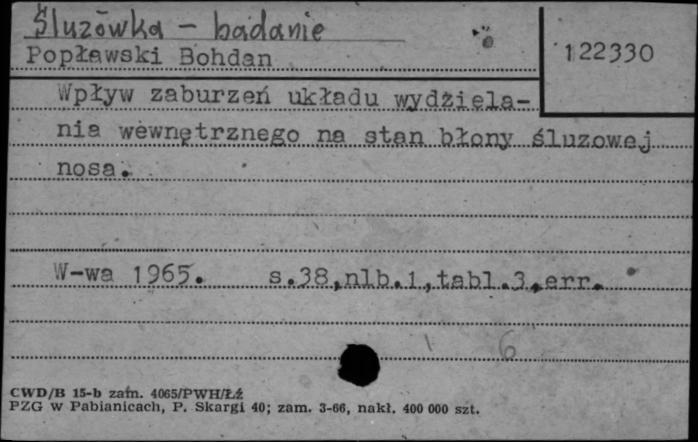 Śluzówka – badanie
Popławski Bohdan
122330
Wpływ zaburzeń układu wydziela-
nia wewnętrznego na stan błony śluzowej
nosa.
W-wa 1965. s.38,nlb.1,tabl.3,err.
6
CWD/B 15-b zam. 4065/PWH/Łź
PZG w Pabianicach, P. Skargi 40; zam. 3-66, nakł. 400 000 szt.